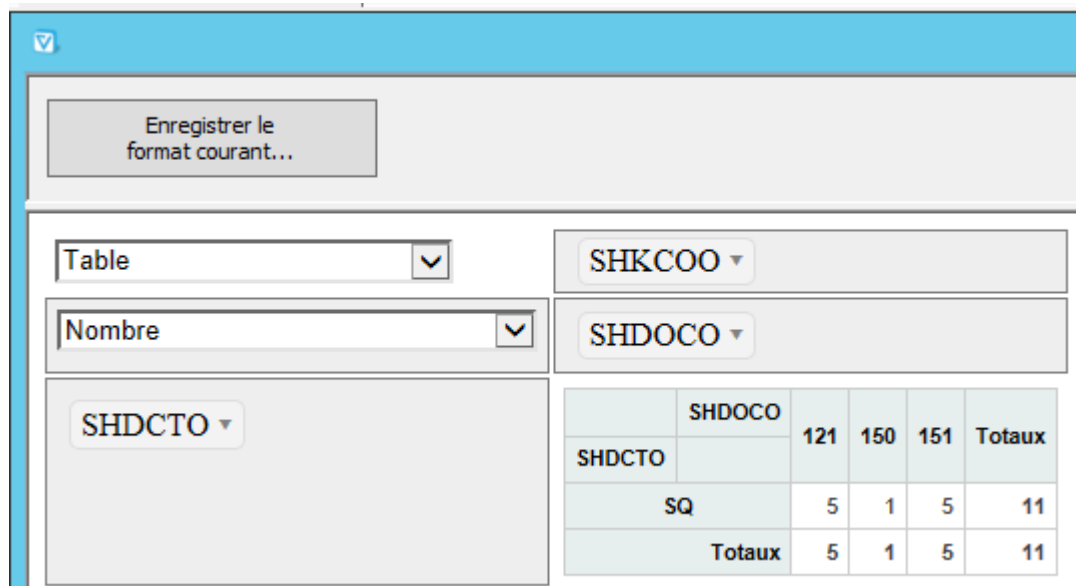 Enregistrer le
format courant...
Table
SHKCOO
Nombre
SHDOCO
SHDCTO
SHDOCO 121 150 151 Totaux
SHDCTO
SQ 5 1 5 11
Totaux 5 1 5 11